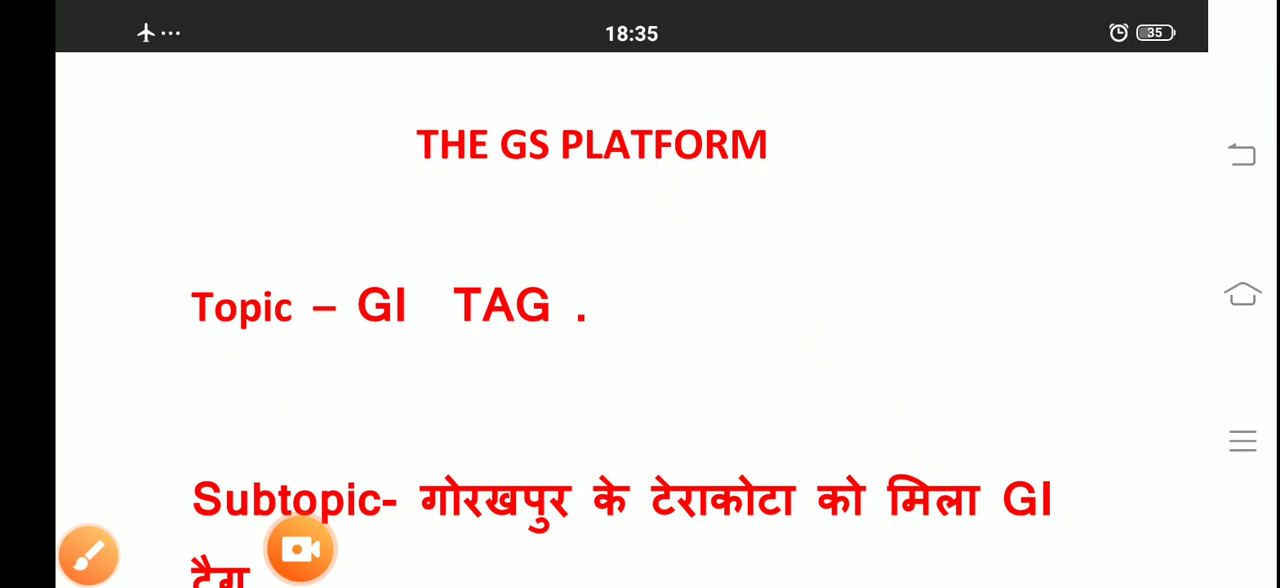 18:35
35
THE GS PLATFORM
Topic – GI TAG .
Subtopic- गोरखपुर के टेराकोटा को मिला GI
टैग